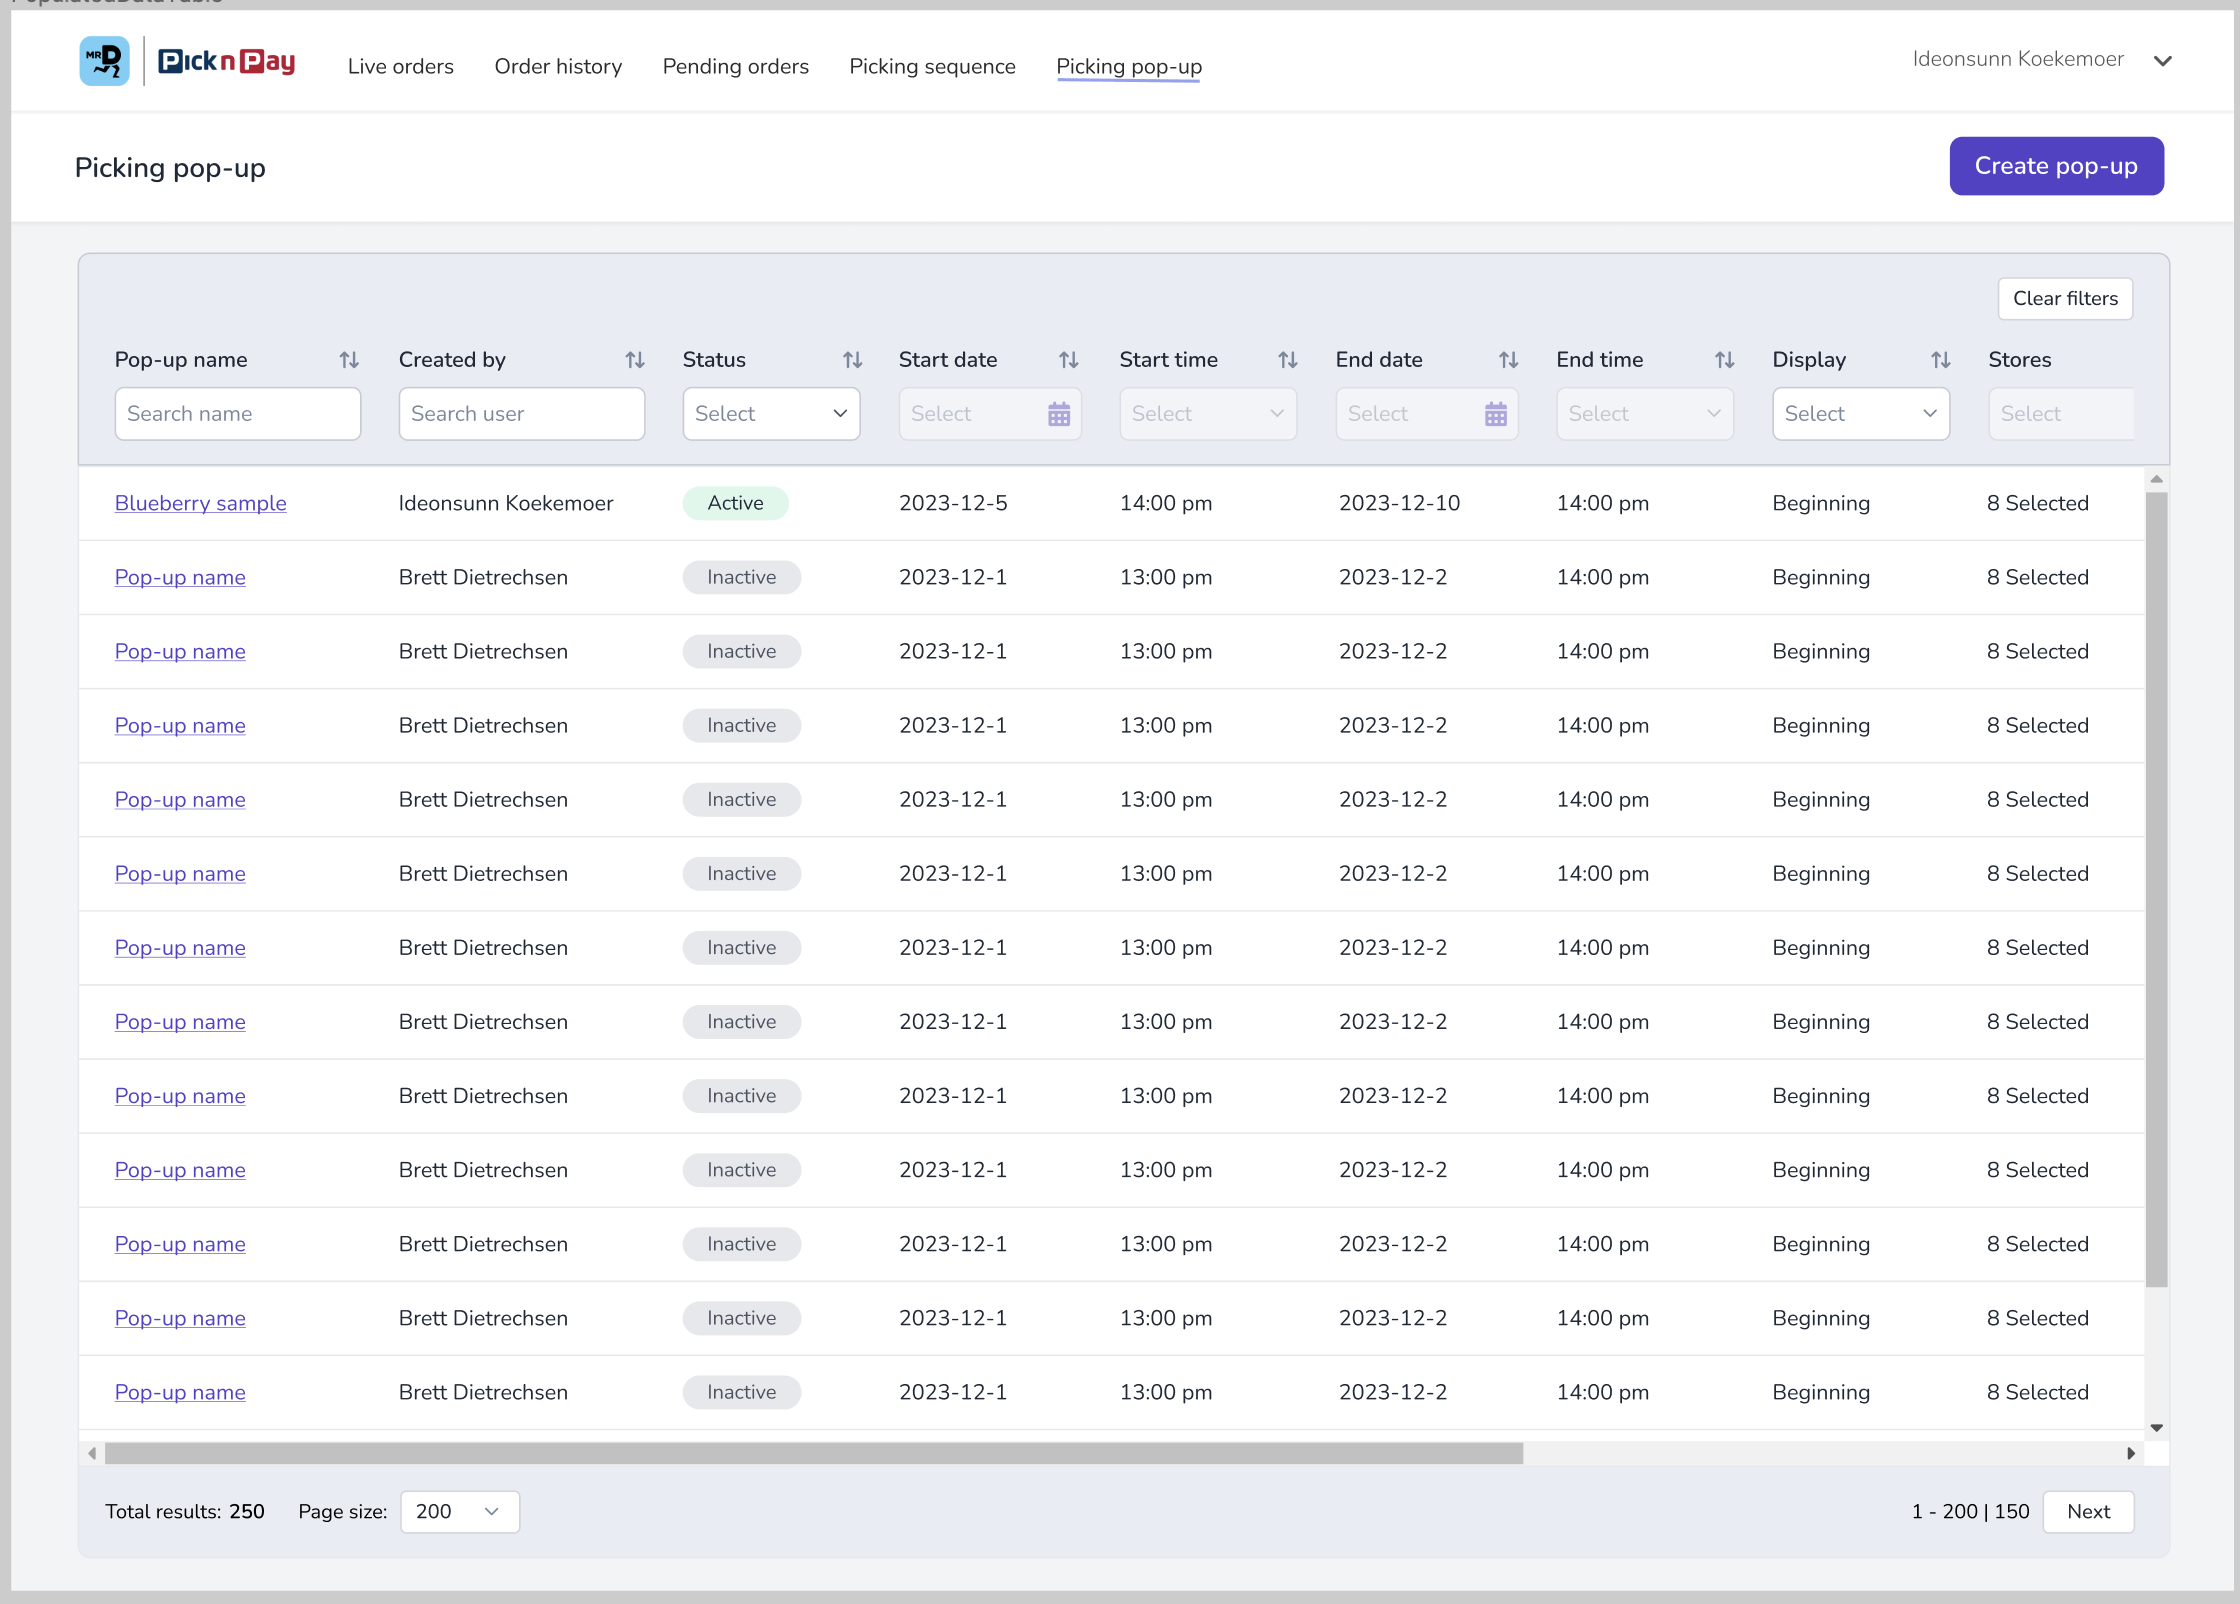 MR D
Pick n Pay
Live orders
Order history
Pending orders
Picking sequence
Picking pop-up
Ideonsunn Koekemoer
Picking pop-up
Create pop-up
Clear filters
Pop-up name Created by Status Start date Start time End date End time Display Stores
Search name Search user Select Select Select Select Select Select Select
Blueberry sample Ideonsunn Koekemoer Active 2023-12-5 14:00 pm 2023-12-10 14:00 pm Beginning 8 Selected
Pop-up name Brett Dietrechsen Inactive 2023-12-1 13:00 pm 2023-12-2 14:00 pm Beginning 8 Selected
Pop-up name Brett Dietrechsen Inactive 2023-12-1 13:00 pm 2023-12-2 14:00 pm Beginning 8 Selected
Pop-up name Brett Dietrechsen Inactive 2023-12-1 13:00 pm 2023-12-2 14:00 pm Beginning 8 Selected
Pop-up name Brett Dietrechsen Inactive 2023-12-1 13:00 pm 2023-12-2 14:00 pm Beginning 8 Selected
Pop-up name Brett Dietrechsen Inactive 2023-12-1 13:00 pm 2023-12-2 14:00 pm Beginning 8 Selected
Pop-up name Brett Dietrechsen Inactive 2023-12-1 13:00 pm 2023-12-2 14:00 pm Beginning 8 Selected
Pop-up name Brett Dietrechsen Inactive 2023-12-1 13:00 pm 2023-12-2 14:00 pm Beginning 8 Selected
Pop-up name Brett Dietrechsen Inactive 2023-12-1 13:00 pm 2023-12-2 14:00 pm Beginning 8 Selected
Pop-up name Brett Dietrechsen Inactive 2023-12-1 13:00 pm 2023-12-2 14:00 pm Beginning 8 Selected
Pop-up name Brett Dietrechsen Inactive 2023-12-1 13:00 pm 2023-12-2 14:00 pm Beginning 8 Selected
Pop-up name Brett Dietrechsen Inactive 2023-12-1 13:00 pm 2023-12-2 14:00 pm Beginning 8 Selected
Pop-up name Brett Dietrechsen Inactive 2023-12-1 13:00 pm 2023-12-2 14:00 pm Beginning 8 Selected
Total results: 250 Page size: 200 1 - 200 | 150 Next